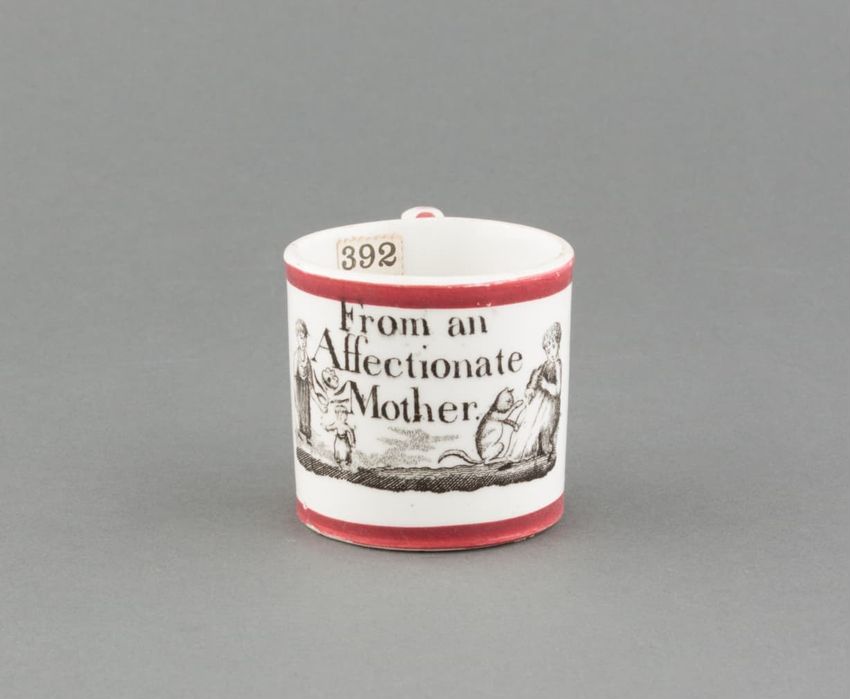 392
From an
Affectionate
Mother.